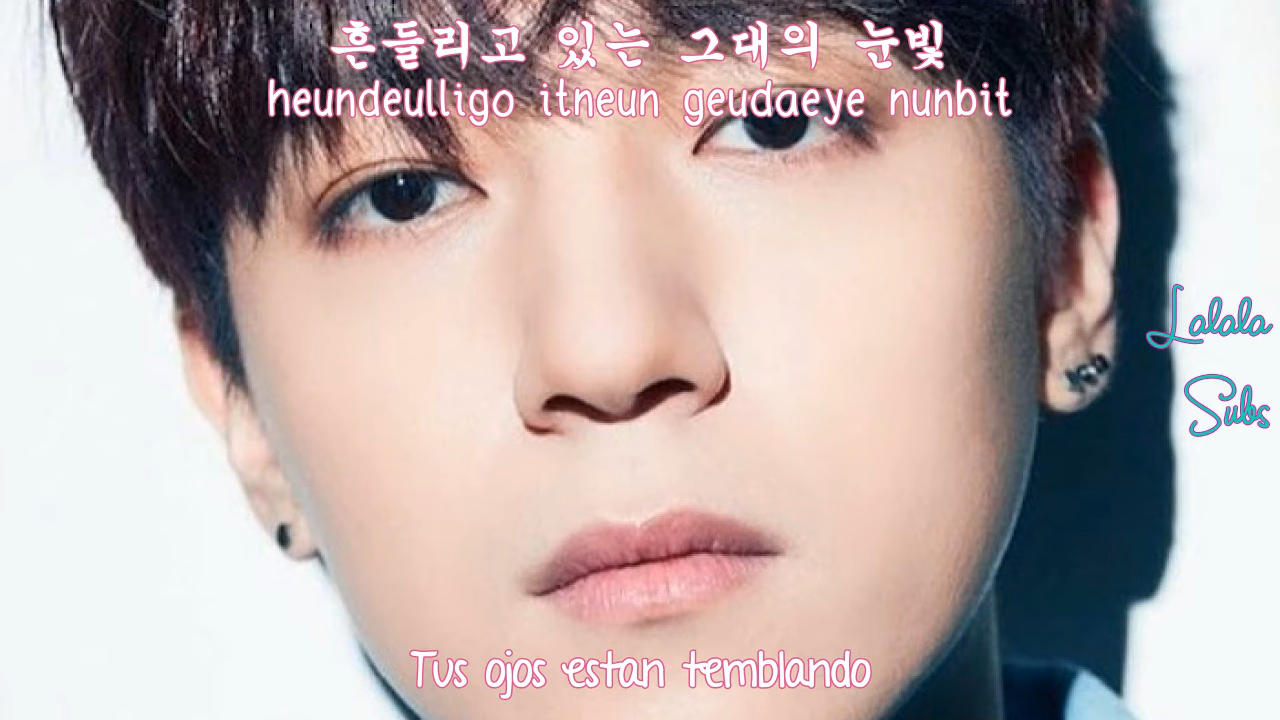 흔들리고 있는 그대의 눈빛
heundeulligo itneun geudaeye nunbit
Lalala
Subs
Tus ojos estan temblando